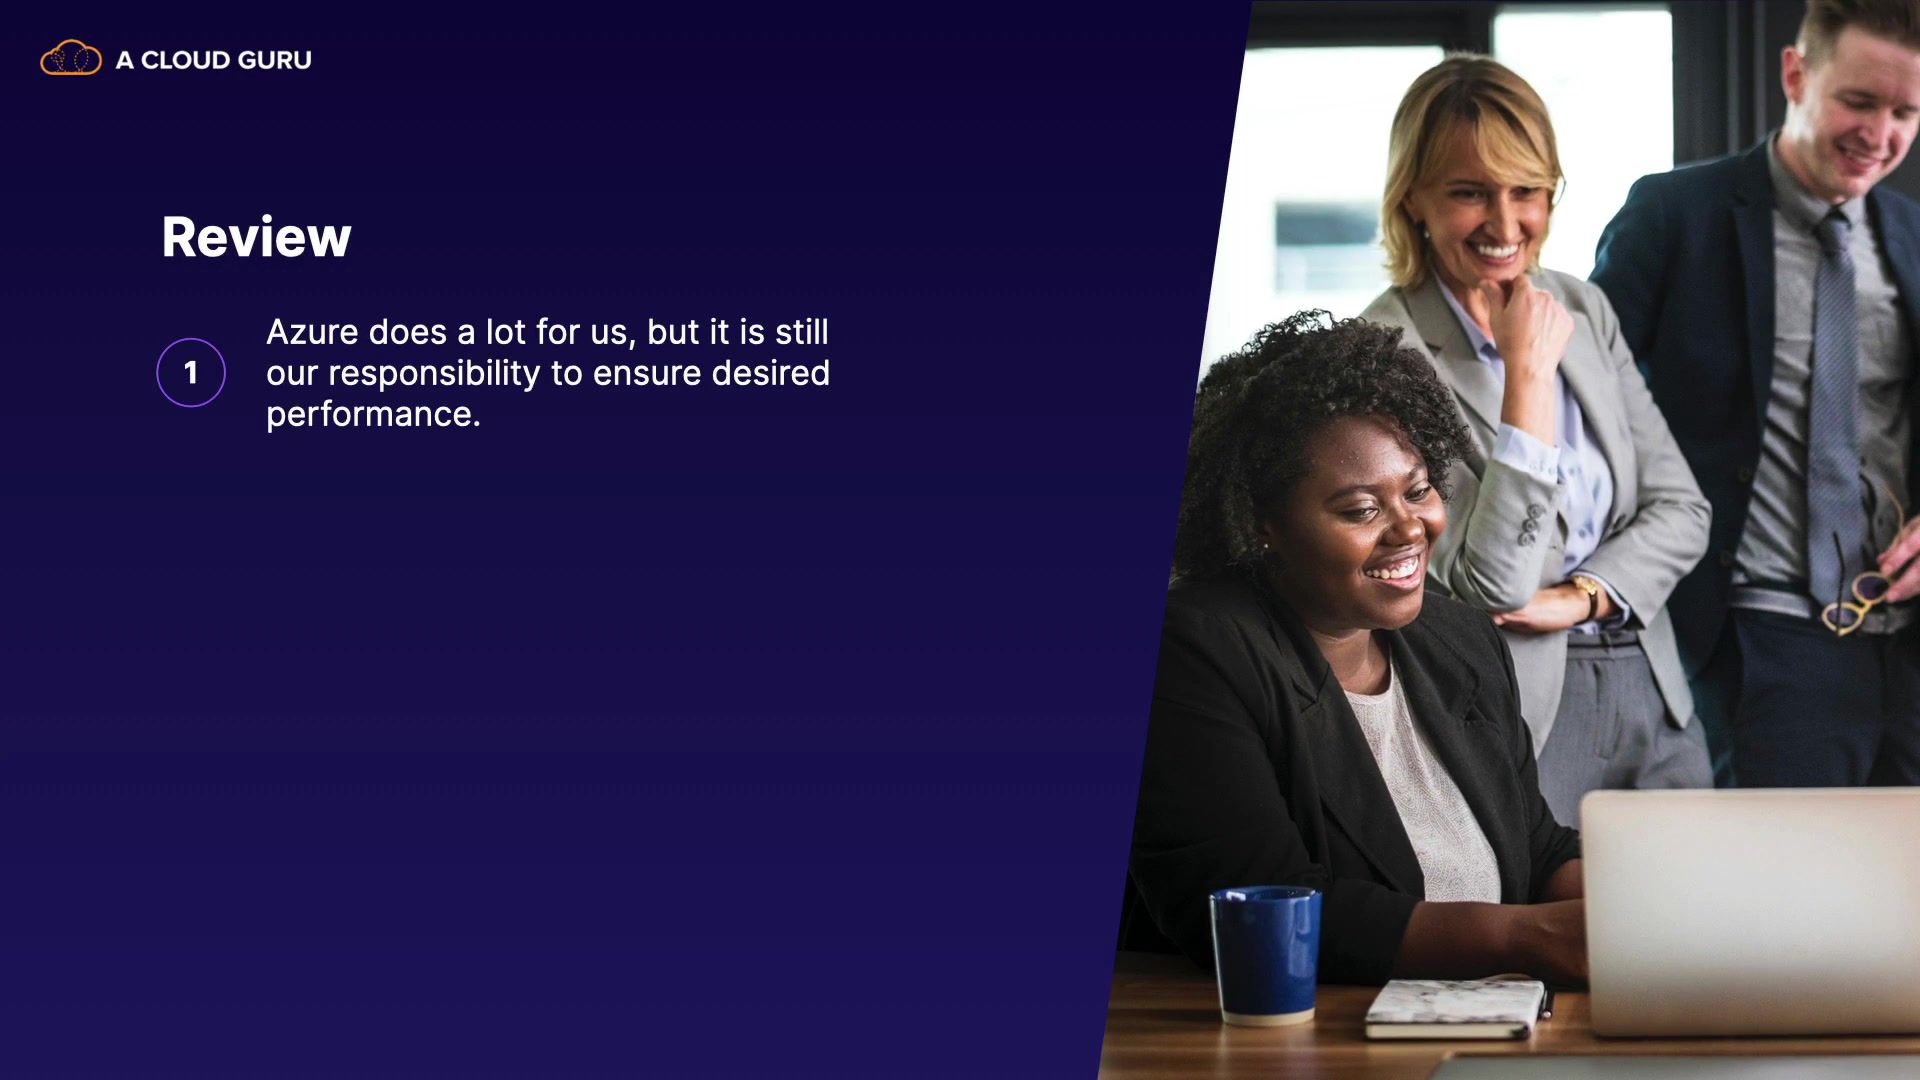 A CLOUD GURU
Review
1
Azure does a lot for us, but it is still
our responsibility to ensure desired
performance.